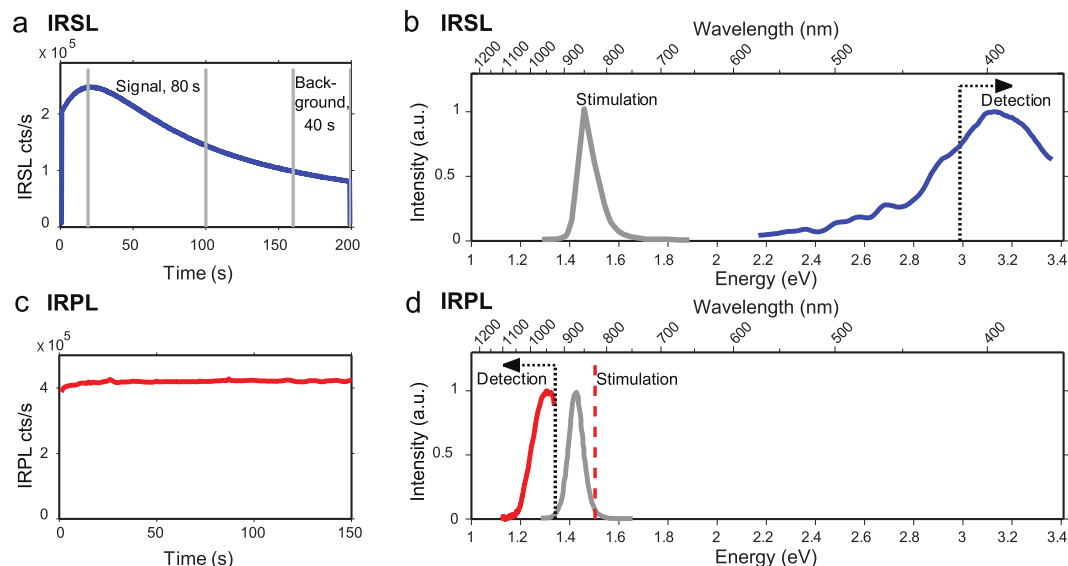 a IRSL
x 10⁵
IRSL cts/s
2
1
0
Signal, 80 s
Back-
ground,
40 s
0 50 100 150 200
Time (s)
b IRSL
Wavelength (nm)
1200 1100 1000 900 800 700 600 500 400
Intensity (a.u.)
1
0.5
0
Stimulation
Detection
1 1.2 1.4 1.6 1.8 2 2.2 2.4 2.6 2.8 3 3.2 3.4
Energy (eV)
c IRPL
x 10⁵
IRPL cts/s
4
2
0
0 50 100 150
Time (s)
d IRPL
Wavelength (nm)
1200 1100 1000 900 800 700 600 500 400
Intensity (a.u.)
1
0.5
0
Detection
Stimulation
1 1.2 1.4 1.6 1.8 2 2.2 2.4 2.6 2.8 3 3.2 3.4
Energy (eV)